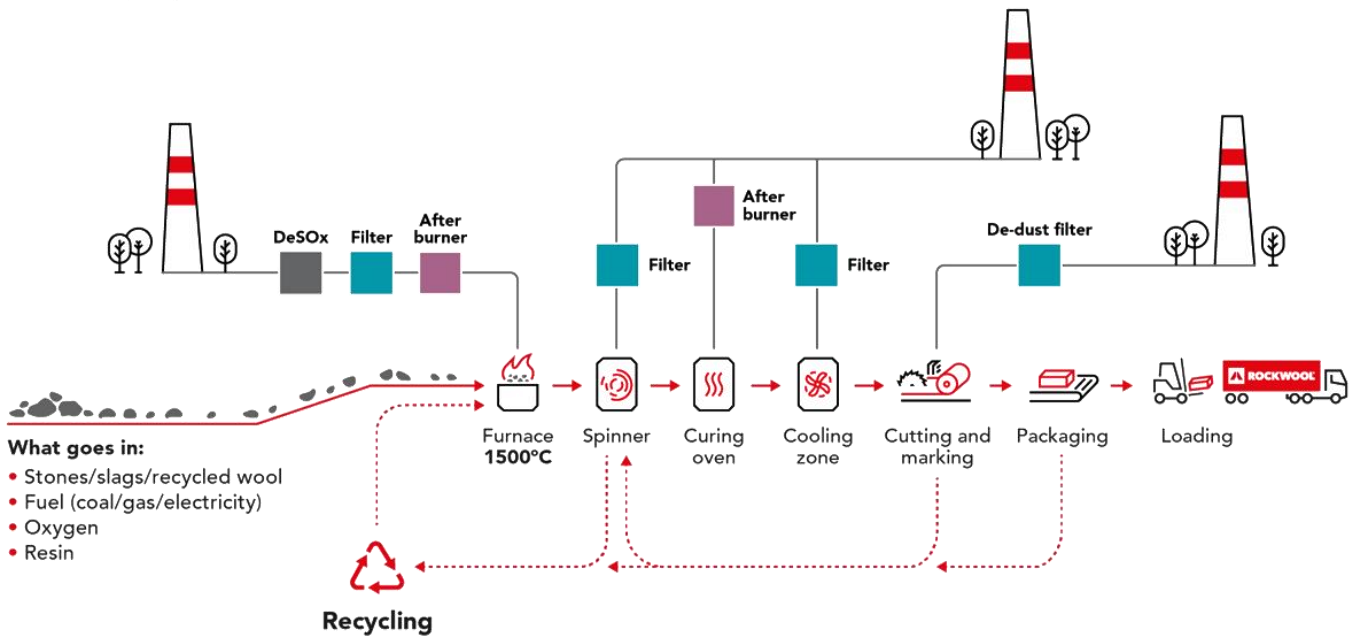 After
burner
DeSOx
Filter
After
burner
Filter
Filter
De-dust filter
ROCKWOOL
Furnace
1500°C
Spinner
Curing
oven
Cooling
zone
Cutting and
marking
Packaging
Loading
What goes in:
• Stones/slags/recycled wool
• Fuel (coal/gas/electricity)
• Oxygen
• Resin
Recycling